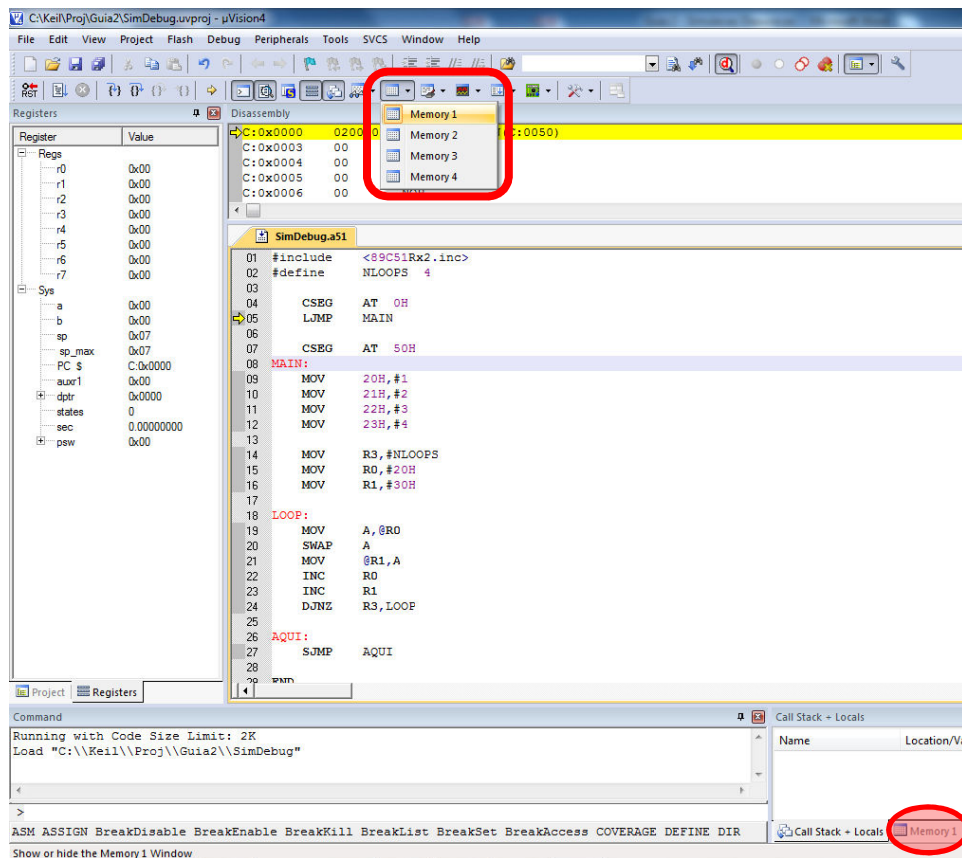 C:\Keil\Proj\Guia2\SimDebug.uvproj - µVision4
File Edit View Project Flash Debug Peripherals Tools SVCS Window Help
RST
Registers
Register Value
Regs
r0 0x00
r1 0x00
r2 0x00
r3 0x00
r4 0x00
r5 0x00
r6 0x00
r7 0x00
Sys
a 0x00
b 0x00
sp 0x07
sp_max 0x07
PC $ C:0x0000
auxr1 0x00
dptr 0x0000
states 0
sec 0.00000000
psw 0x00
Project Registers
Disassembly
C:0x0000 0200 (C:0050)
C:0x0003 00
C:0x0004 00
C:0x0005 00
C:0x0006 00
Memory 1
Memory 2
Memory 3
Memory 4
SimDebug.a51
01 #include <89C51Rx2.inc>
02 #define NLOOPS 4
03
04 CSEG AT 0H
05 LJMP MAIN
06
07 CSEG AT 50H
08 MAIN:
09 MOV 20H,#1
10 MOV 21H,#2
11 MOV 22H,#3
12 MOV 23H,#4
13
14 MOV R3,#NLOOPS
15 MOV R0,#20H
16 MOV R1,#30H
17
18 LOOP:
19 MOV A,@R0
20 SWAP A
21 MOV @R1,A
22 INC R0
23 INC R1
24 DJNZ R3,LOOP
25
26 AQUI:
27 SJMP AQUI
28
29 END
Command
Running with Code Size Limit: 2K
Load "C:\\Keil\\Proj\\Guia2\\SimDebug"
>
ASM ASSIGN BreakDisable BreakEnable BreakKill BreakList BreakSet BreakAccess COVERAGE DEFINE DIR
Call Stack + Locals
Name Location/Va
Call Stack + Locals Memory 1
Show or hide the Memory 1 Window